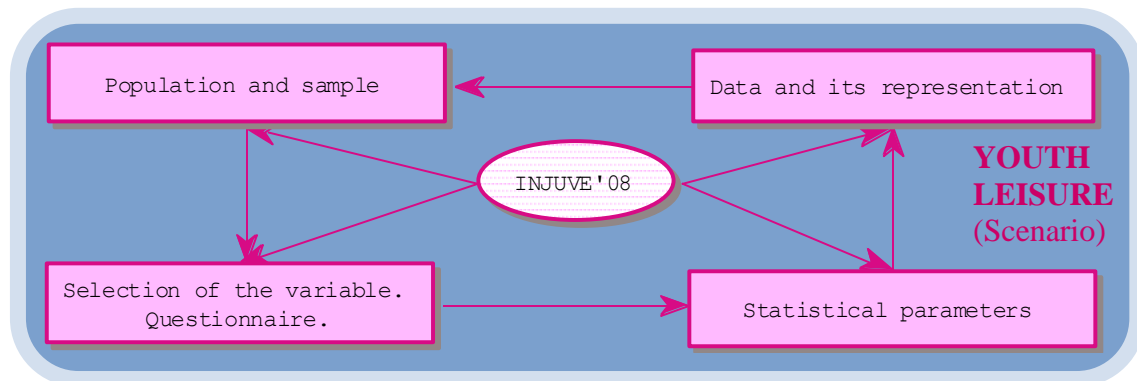 Population and sample
Data and its representation
INJUVE'08
YOUTH
LEISURE
(Scenario)
Selection of the variable.
Questionnaire.
Statistical parameters